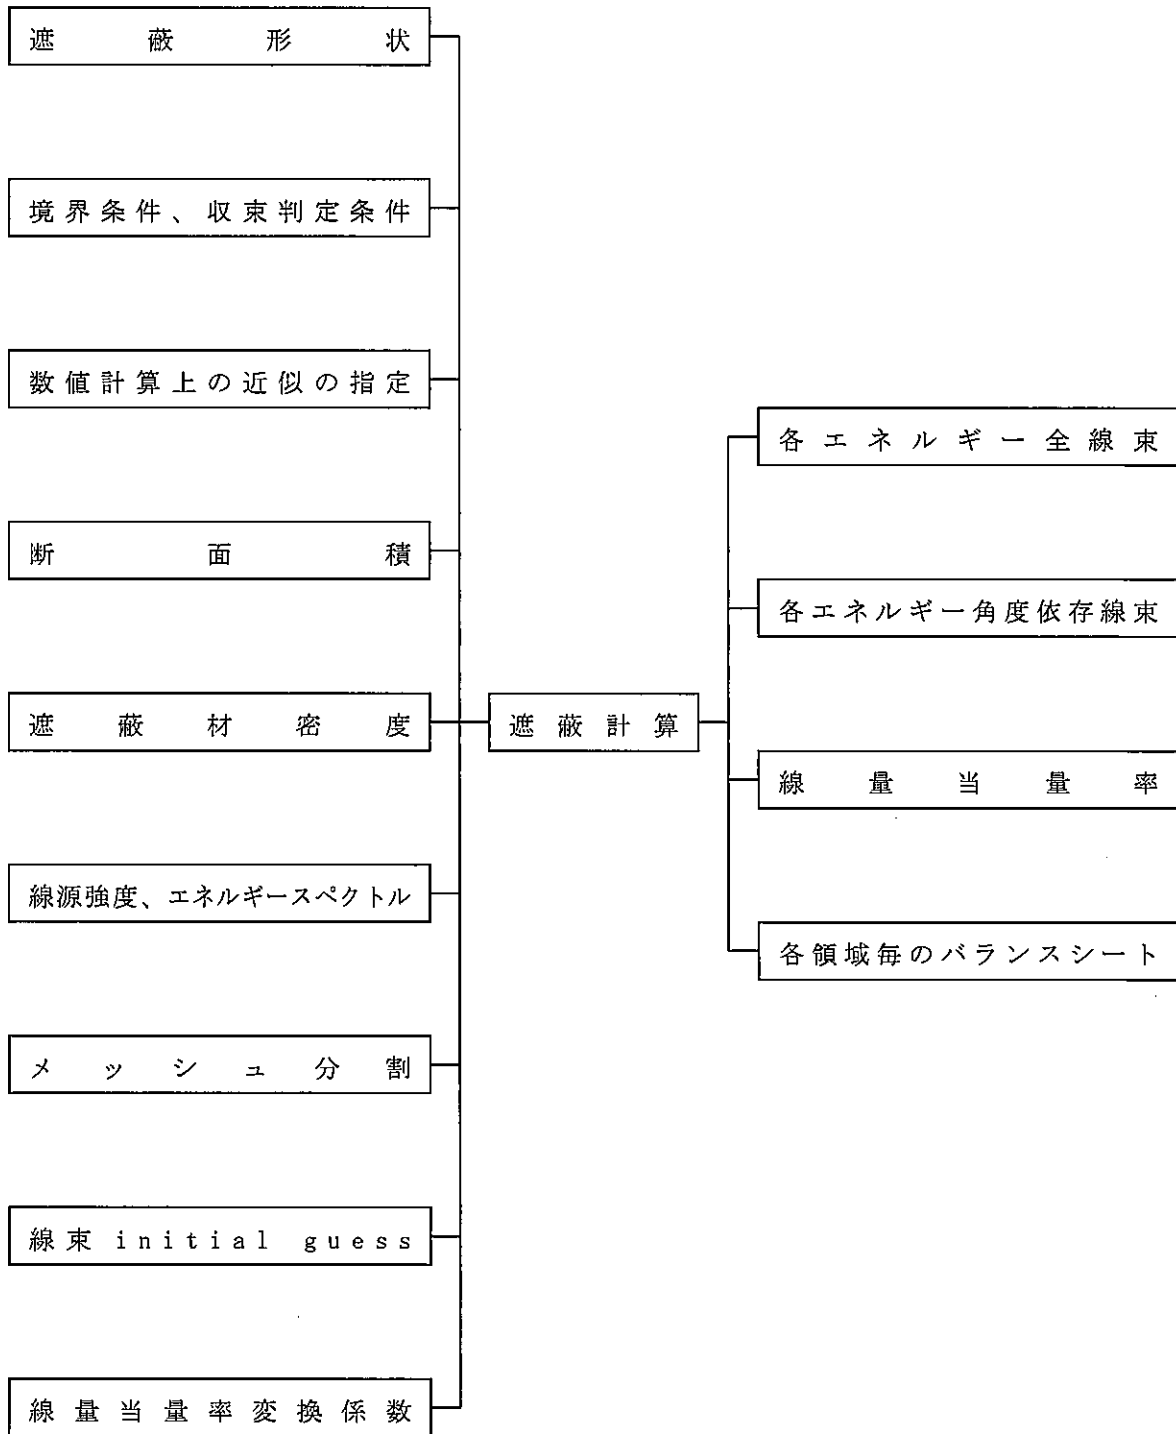 遮蔽形状
境界条件、収束判定条件
数値計算上の近似の指定
断面積
遮蔽材密度
線源強度、エネルギースペクトル
メッシュ分割
線束 initial guess
線量当量率変換係数
遮蔽計算
各エネルギー全線束
各エネルギー角度依存線束
線量当量率
各領域毎のバランスシート